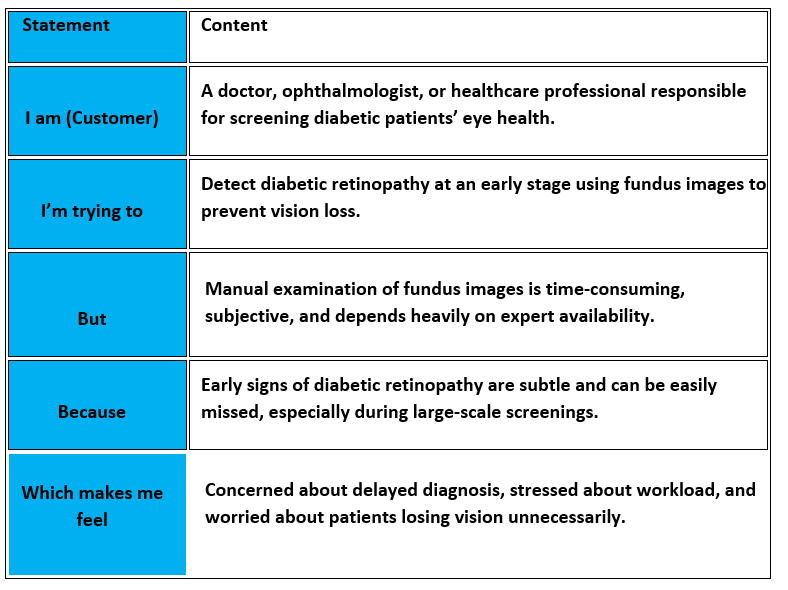 Statement
Content
I am (Customer)
A doctor, ophthalmologist, or healthcare professional responsible
for screening diabetic patients’ eye health.
I’m trying to
Detect diabetic retinopathy at an early stage using fundus images to
prevent vision loss.
But
Manual examination of fundus images is time-consuming,
subjective, and depends heavily on expert availability.
Because
Early signs of diabetic retinopathy are subtle and can be easily
missed, especially during large-scale screenings.
Which makes me
feel
Concerned about delayed diagnosis, stressed about workload, and
worried about patients losing vision unnecessarily.